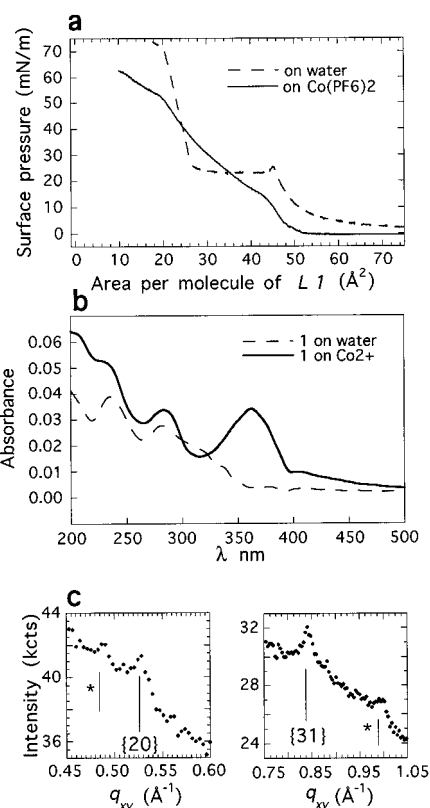 a
Surface pressure (mN/m)
70
60
50
40
30
20
10
0
on water
on Co(PF6)2
0 10 20 30 40 50 60 70
Area per molecule of L 1 (Å²)
b
Absorbance
0.06
0.05
0.04
0.03
0.02
0.01
0.00
1 on water
1 on Co2+
200 250 300 350 400 450 500
λ nm
c
Intensity (kcts)
44
40
36
*
{20}
0.45 0.50 0.55 0.60
q_xy (Å⁻¹)
32
28
24
{31}
*
0.75 0.85 0.95 1.05
q_xy (Å⁻¹)